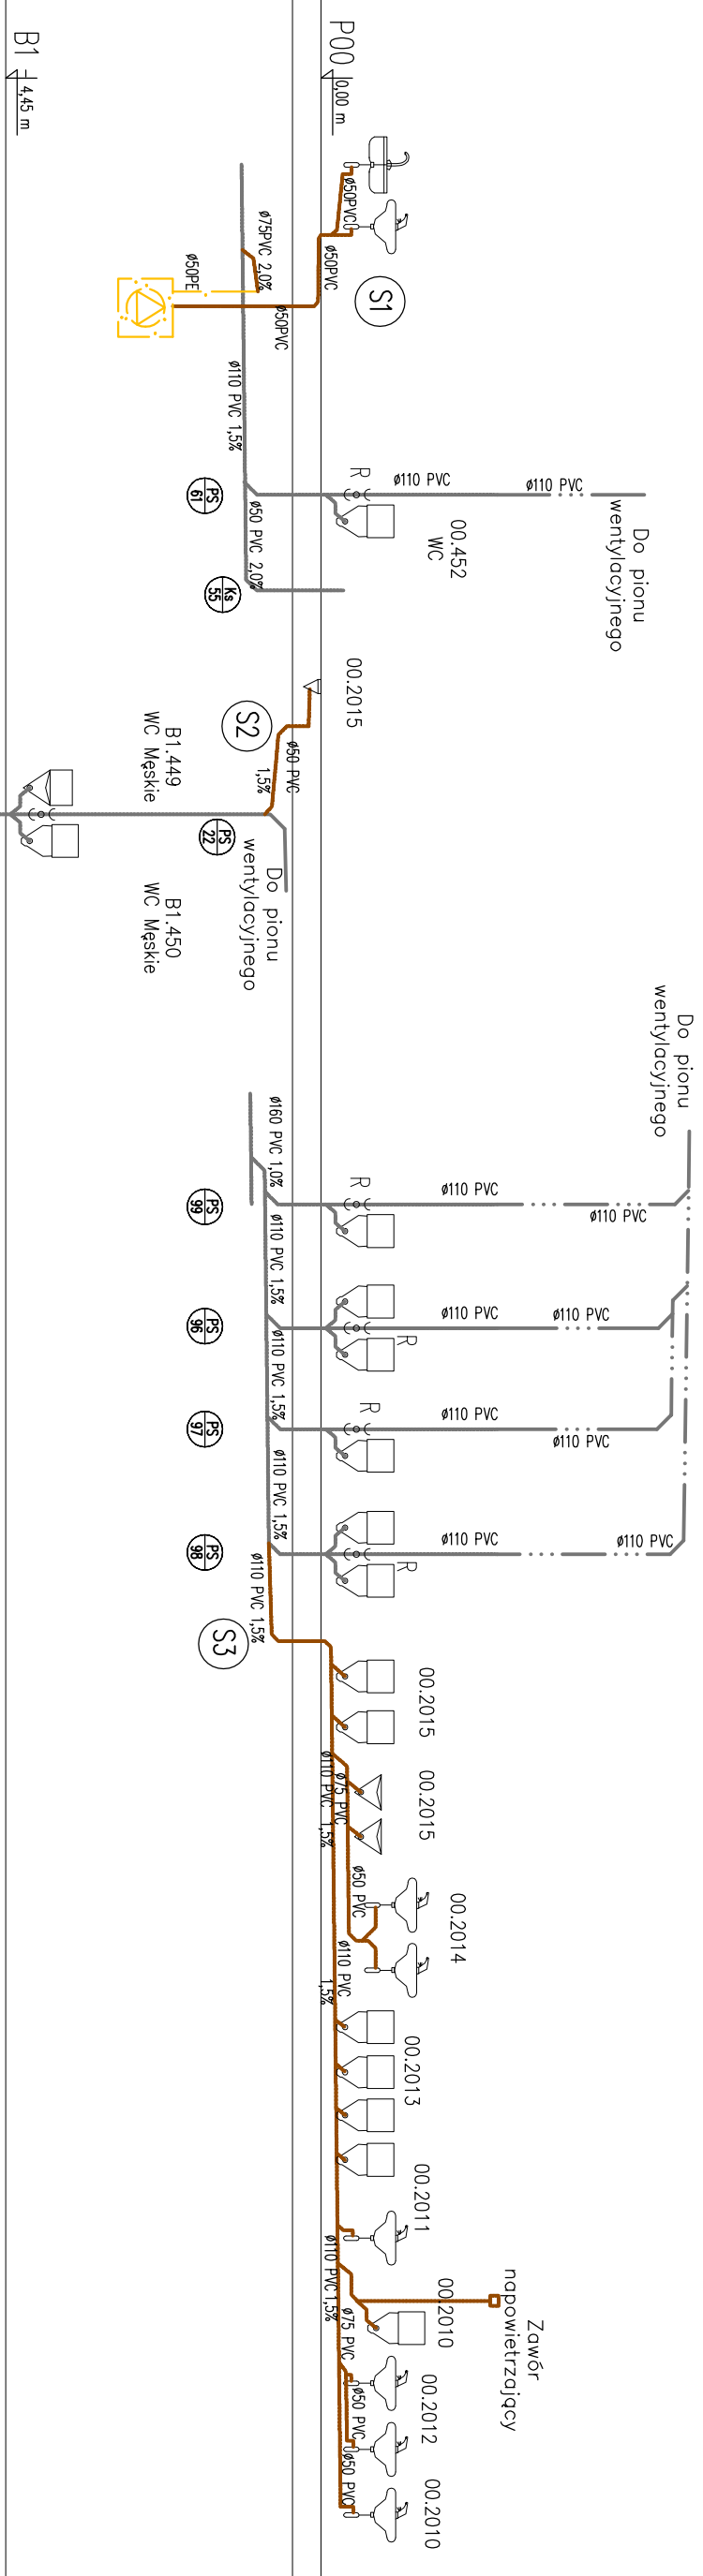 P00
0,00 m
B1
4,45 m
ø50PVC
ø50PVC
S1
ø75PVC 2,0%
ø50PE
ø50PVC
ø110 PVC 1,5%
PS
61
R
ø110 PVC
ø110 PVC
Do pionu
wentylacyjnego
00.452
WC
ø50 PVC 2,0%
Ks
55
00.2015
S2
ø50 PVC
1,5%
B1.449
WC Męskie
PS
22
Do pionu
wentylacyjnego
B1.450
WC Męskie
Do pionu
wentylacyjnego
ø160 PVC 1,0%
PS
99
R
ø110 PVC
ø110 PVC
ø110 PVC 1,5%
PS
96
R
ø110 PVC
ø110 PVC
ø110 PVC 1,5%
PS
97
R
ø110 PVC
ø110 PVC
ø110 PVC 1,5%
PS
98
R
ø110 PVC
ø110 PVC
ø110 PVC 1,5%
S3
00.2015
00.2015
ø75 PVC
ø110 PVC
1,5%
ø50 PVC
00.2014
ø110 PVC
1,5%
00.2013
00.2011
ø110 PVC
1,5%
00.2010
Zawór
napowietrzający
ø75 PVC
ø50 PVC
00.2012
ø50 PVC
00.2010